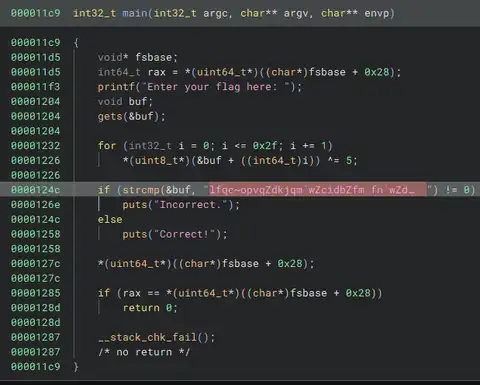 000011c9 int32_t main(int32_t argc, char** argv, char** envp)
000011c9 {
000011d5 void* fsbase;
000011d5 int64_t rax = *(uint64_t*)((char*)fsbase + 0x28);
000011f3 printf("Enter your flag here: ");
00001204 void buf;
00001204 gets(&buf);
00001204
00001232 for (int32_t i = 0; i <= 0x2f; i += 1)
00001226 *(uint8_t*)(&buf + ((int64_t)i)) ^= 5;
00001226
0000124c if (strcmp(&buf, "lfqc~opvqZdkjqm`wZcidbZfm fn`wZd_ ") != 0)
0000126e puts("Incorrect.");
0000124c else
00001258 puts("Correct!");
00001258
0000127c *(uint64_t*)((char*)fsbase + 0x28);
0000127c
00001285 if (rax == *(uint64_t*)((char*)fsbase + 0x28))
0000128d return 0;
0000128d
00001287 __stack_chk_fail();
00001287 /* no return */
000011c9 }